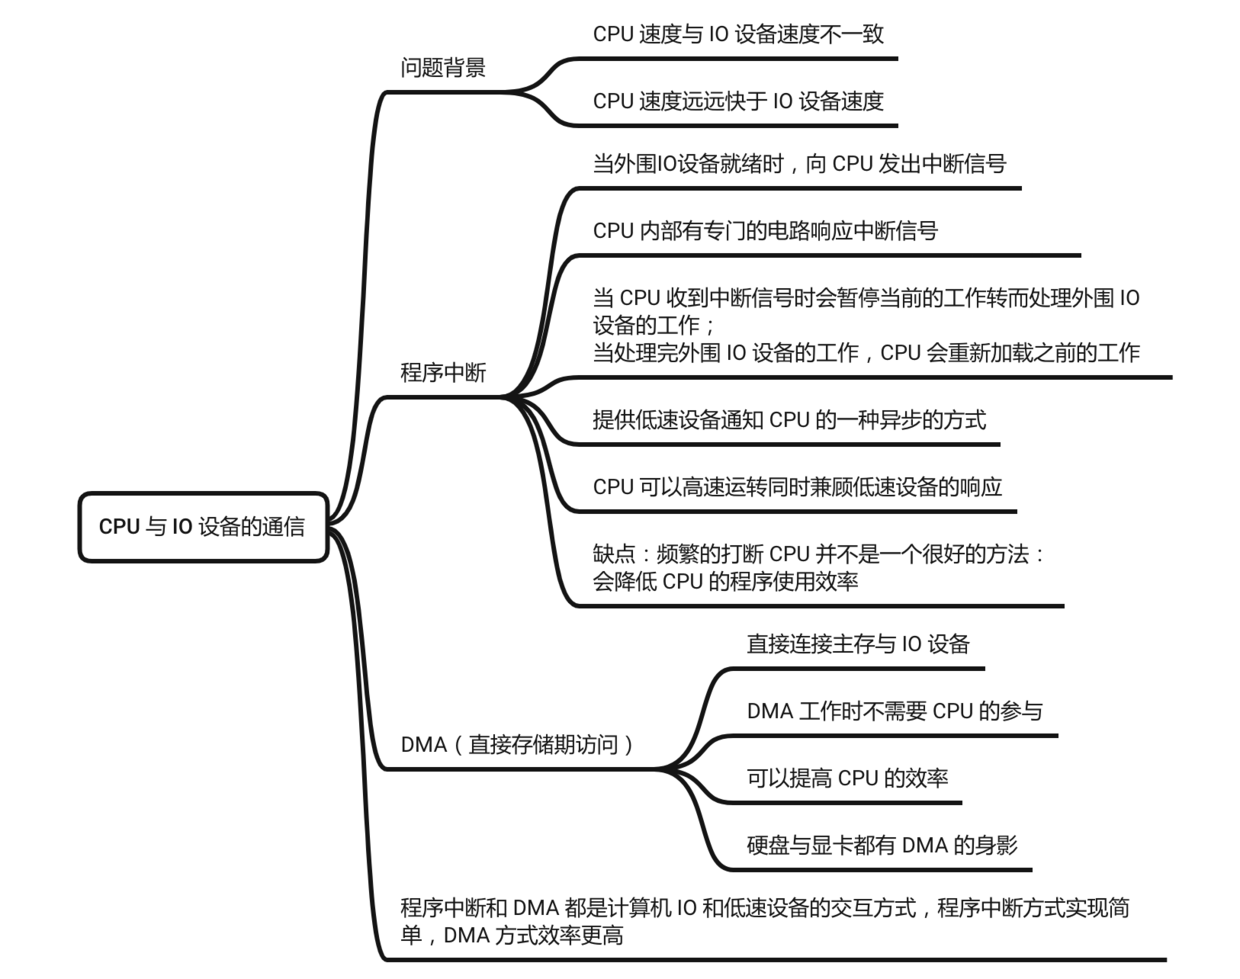 CPU 与 IO 设备的通信
问题背景
CPU 速度与 IO 设备速度不一致
CPU 速度远远快于 IO 设备速度
程序中断
当外围IO设备就绪时，向 CPU 发出中断信号
CPU 内部有专门的电路响应中断信号
当 CPU 收到中断信号时会暂停当前的工作转而处理外围 IO
设备的工作；
当处理完外围 IO 设备的工作，CPU 会重新加载之前的工作
提供低速设备通知 CPU 的一种异步的方式
CPU 可以高速运转同时兼顾低速设备的响应
缺点：频繁的打断 CPU 并不是一个很好的方法：
会降低 CPU 的程序使用效率
DMA（直接存储期访问）
直接连接主存与 IO 设备
DMA 工作时不需要 CPU 的参与
可以提高 CPU 的效率
硬盘与显卡都有 DMA 的身影
程序中断和 DMA 都是计算机 IO 和低速设备的交互方式，程序中断方式实现简
单，DMA 方式效率更高